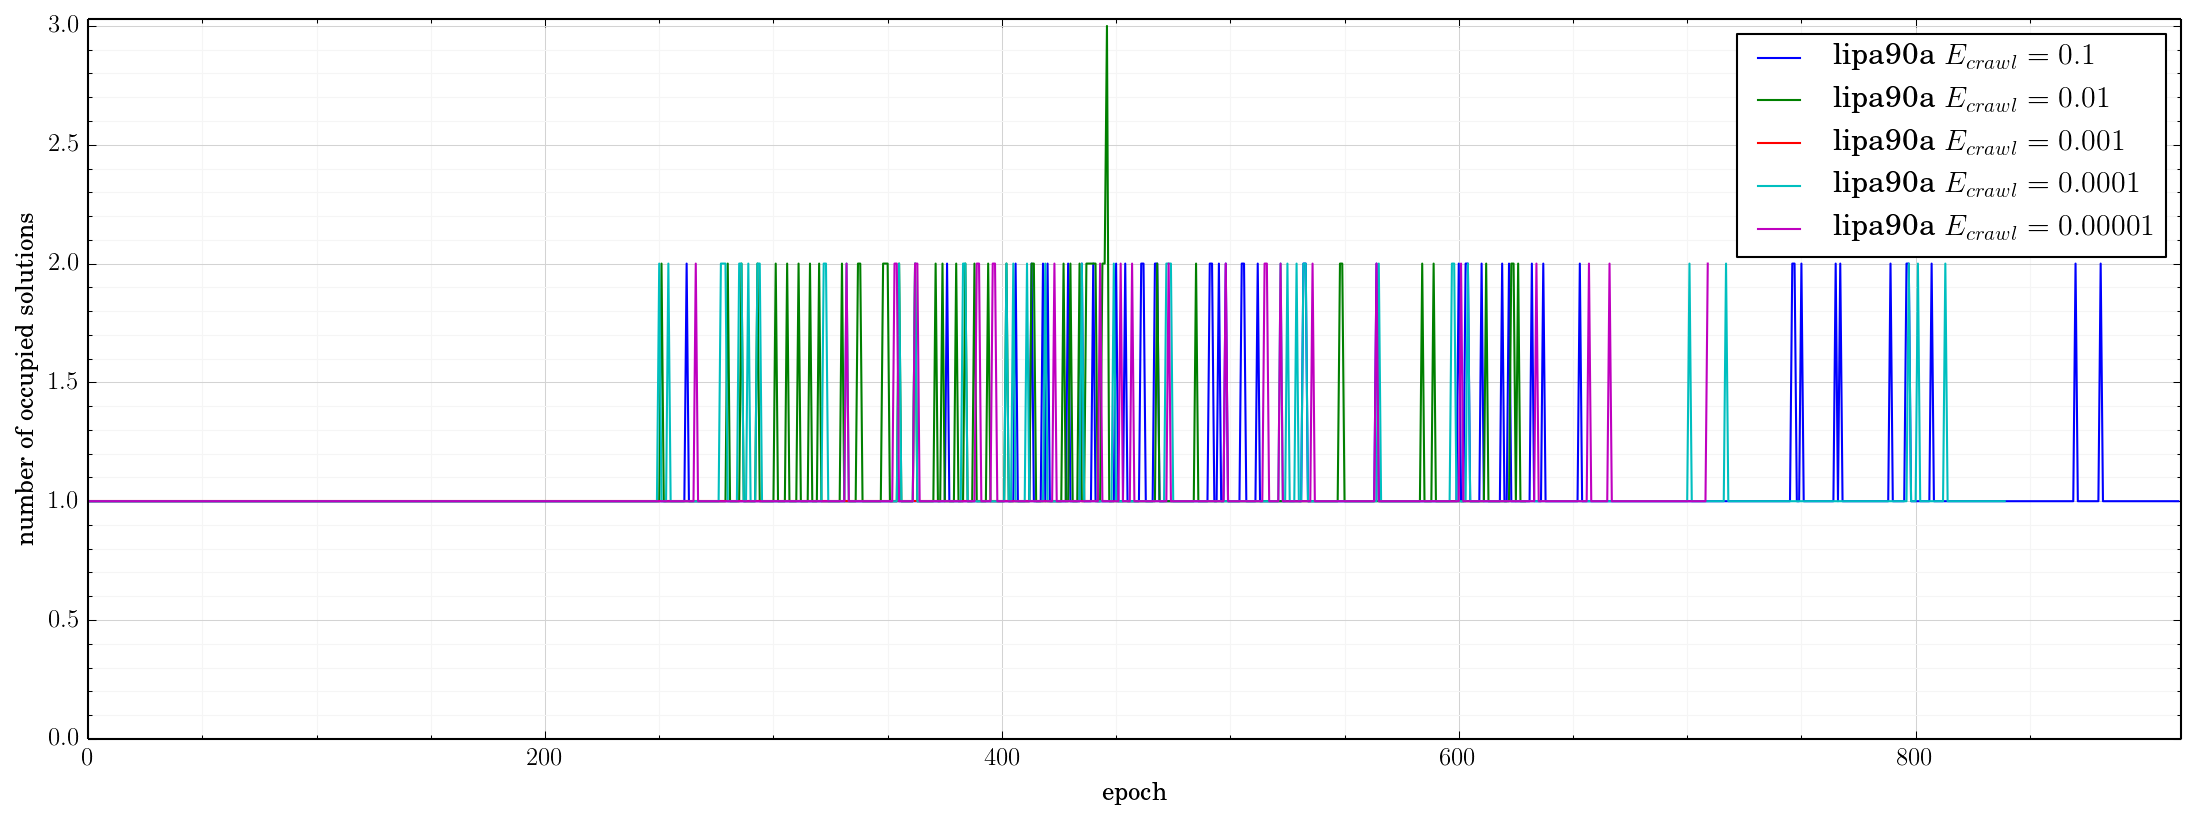 3.0
2.5
2.0
1.5
1.0
0.5
0.0
number of occupied solutions
lipa90a E_crawl = 0.1
lipa90a E_crawl = 0.01
lipa90a E_crawl = 0.001
lipa90a E_crawl = 0.0001
lipa90a E_crawl = 0.00001
0 200 400 600 800
epoch